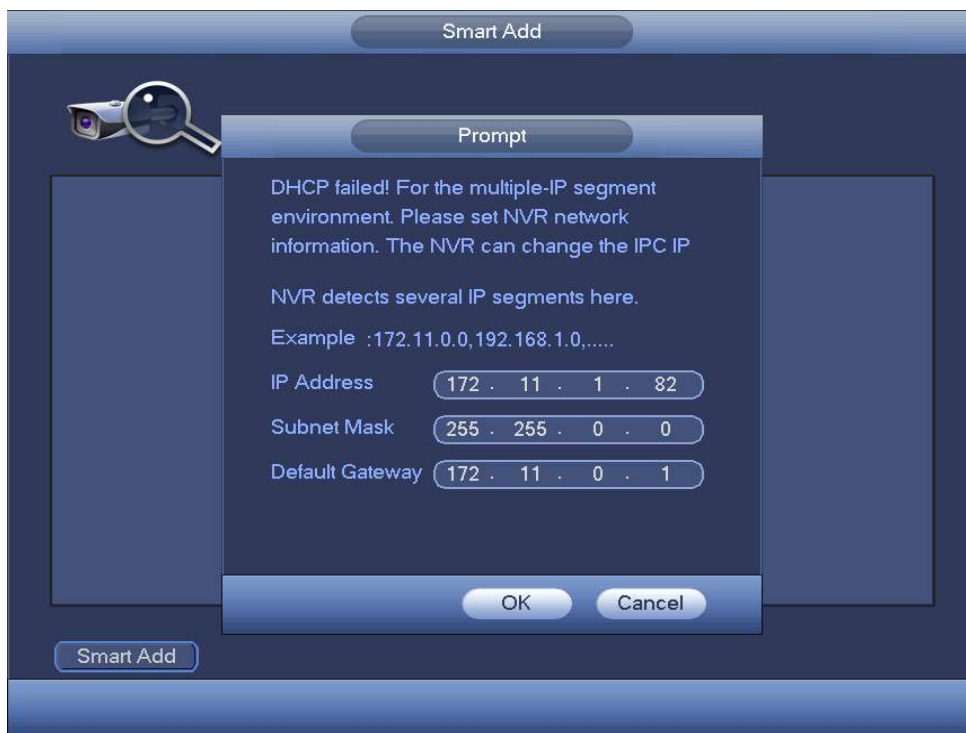 Smart Add
Prompt
DHCP failed! For the multiple-IP segment
environment. Please set NVR network
information. The NVR can change the IPC IP
NVR detects several IP segments here.
Example :172.11.0.0,192.168.1.0,.....
IP Address 172 . 11 . 1 . 82
Subnet Mask 255 . 255 . 0 . 0
Default Gateway 172 . 11 . 0 . 1
OK Cancel
Smart Add